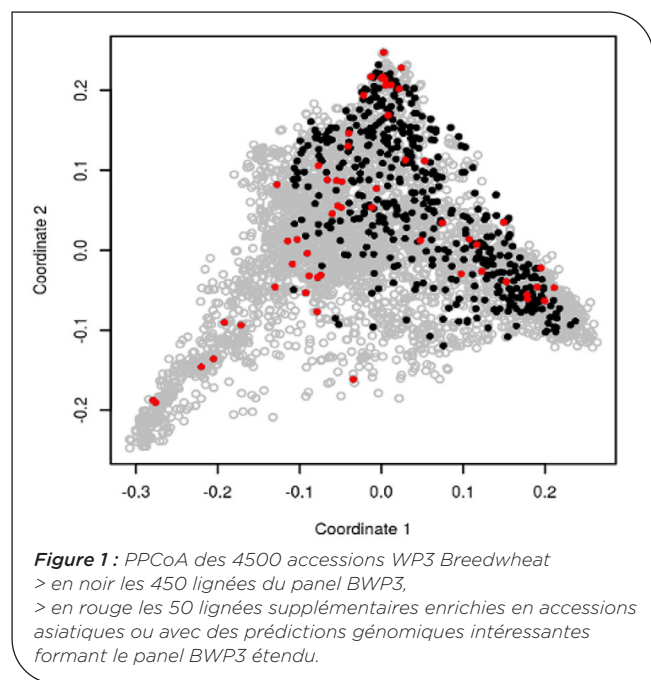 0.2
0.1
0.0
-0.1
-0.2
Coordinate 2
-0.3 -0.2 -0.1 0.0 0.1 0.2
Coordinate 1
Figure 1 : PPCoA des 4500 accessions WP3 Breedwheat
> en noir les 450 lignées du panel BWP3,
> en rouge les 50 lignées supplémentaires enrichies en accessions
asiatiques ou avec des prédictions génomiques intéressantes
formant le panel BWP3 étendu.